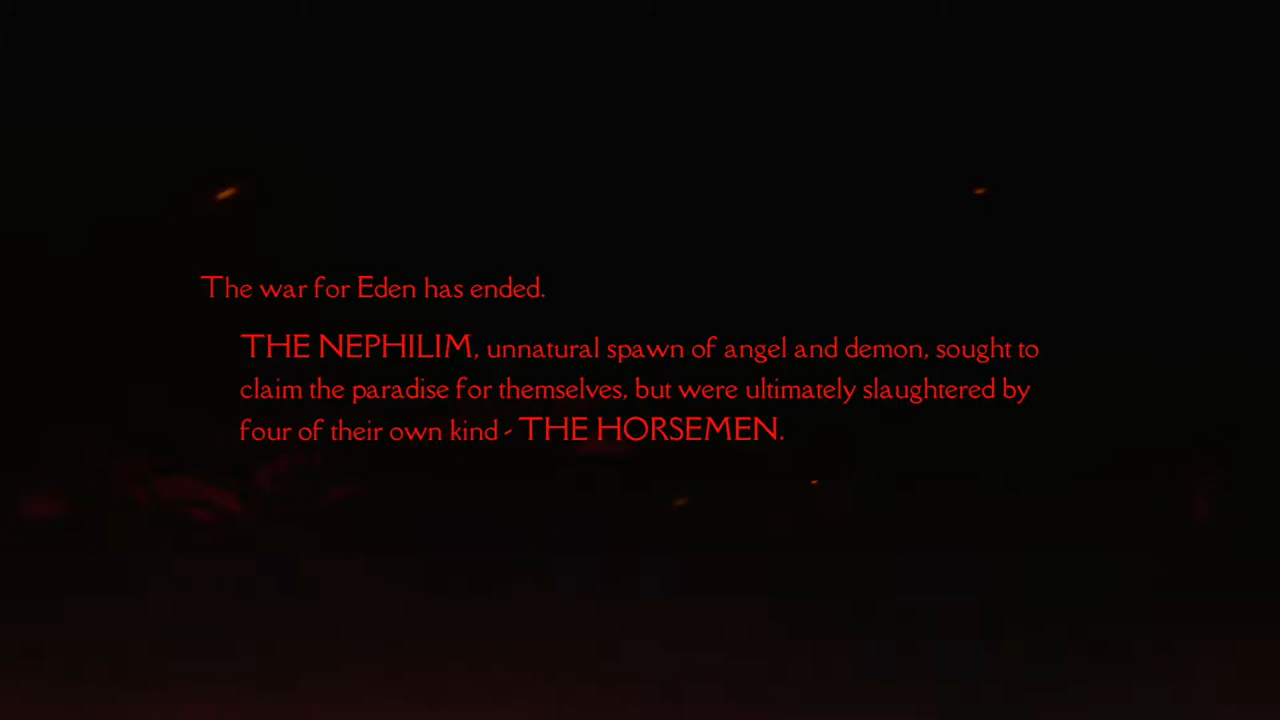 The war for Eden has ended.
THE NEPHILIM, unnatural spawn of angel and demon, sought to
claim the paradise for themselves, but were ultimately slaughtered by
four of their own kind - THE HORSEMEN.